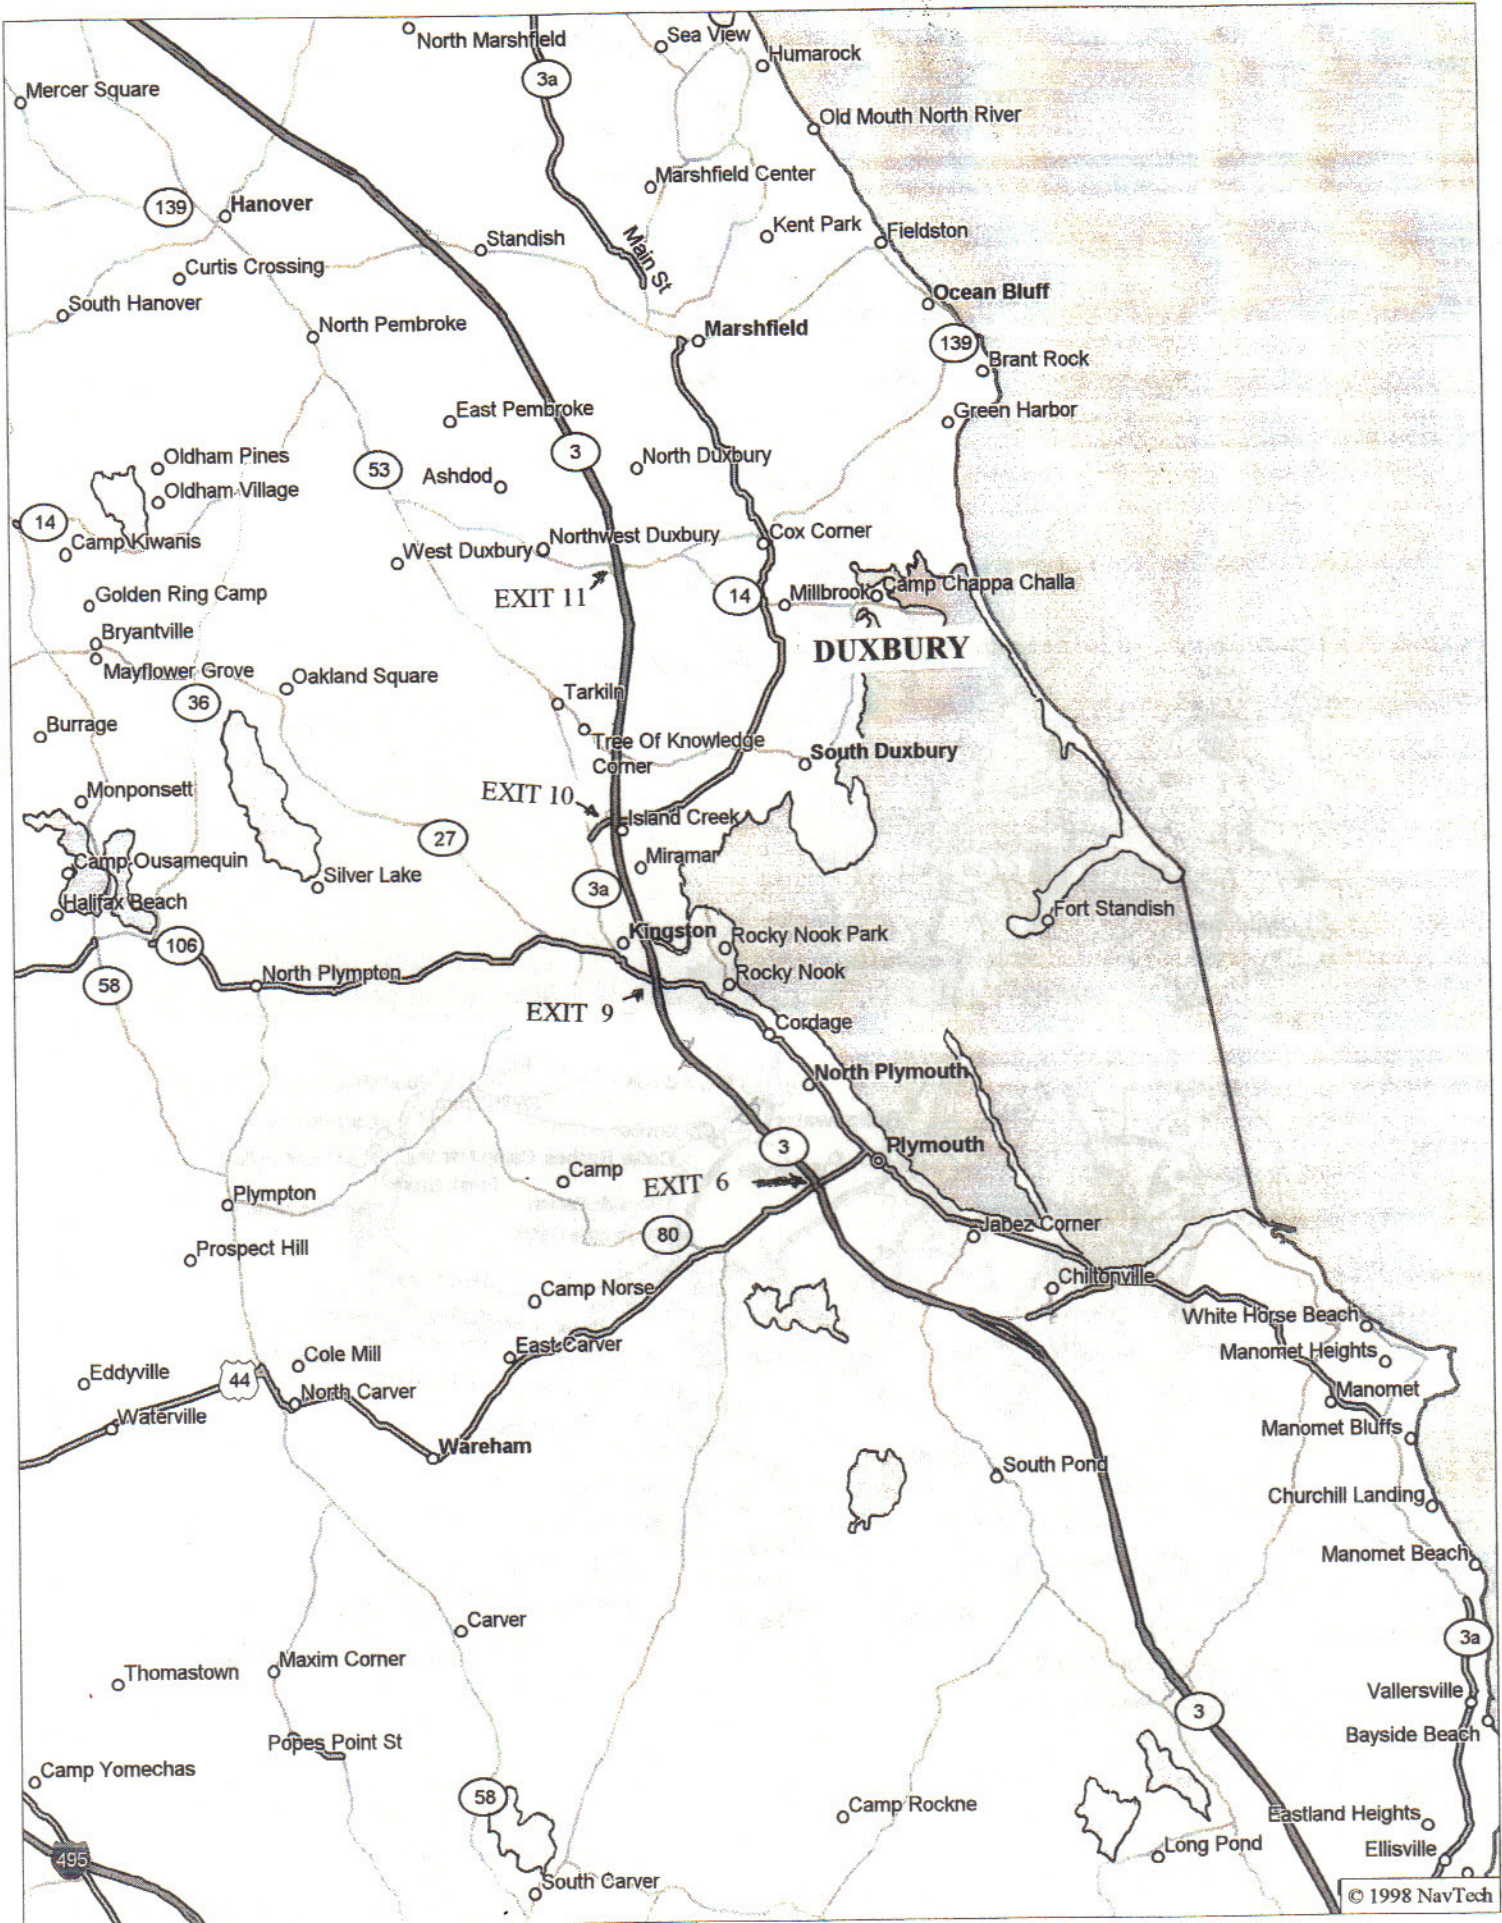 North Marshfield
Sea View
Humarock
3a
Mercer Square
Old Mouth North River
Marshfield Center
139
Hanover
Kent Park
Fieldston
Standish
Main St
Curtis Crossing
South Hanover
Ocean Bluff
North Pembroke
Marshfield
139
Brant Rock
East Pembroke
Green Harbor
3
Oldham Pines
53
Ashdod
North Duxbury
Oldham Village
14
Camp Kiwanis
West Duxbury
Northwest Duxbury
Cox Corner
EXIT 11
14
Millbrook
Camp Chappa Challa
Golden Ring Camp
Bryantville
DUXBURY
Mayflower Grove
Oakland Square
36
Tarkiln
Burrage
Tree Of Knowledge
Corner
South Duxbury
Monponsett
EXIT 10
Island Creek
27
Miramar
Camp Ousamequin
Silver Lake
3a
Halifax Beach
Fort Standish
106
Kingston
Rocky Nook Park
58
North Plympton
Rocky Nook
EXIT 9
Cordage
North Plymouth
3
Plymouth
Camp
EXIT 6
Plympton
80
Jabez Corner
Prospect Hill
Camp Norse
Chiltonville
White Horse Beach
East Carver
Manomet Heights
Cole Mill
Eddyville
44
North Carver
Manomet
Waterville
Manomet Bluffs
Wareham
South Pond
Churchill Landing
Manomet Beach
Carver
3a
Maxim Corner
Thomastown
Vallersville
3
Bayside Beach
Popes Point St
Camp Yomechas
58
Camp Rockne
Eastland Heights
Long Pond
Ellisville
495
South Carver
© 1998 NavTech